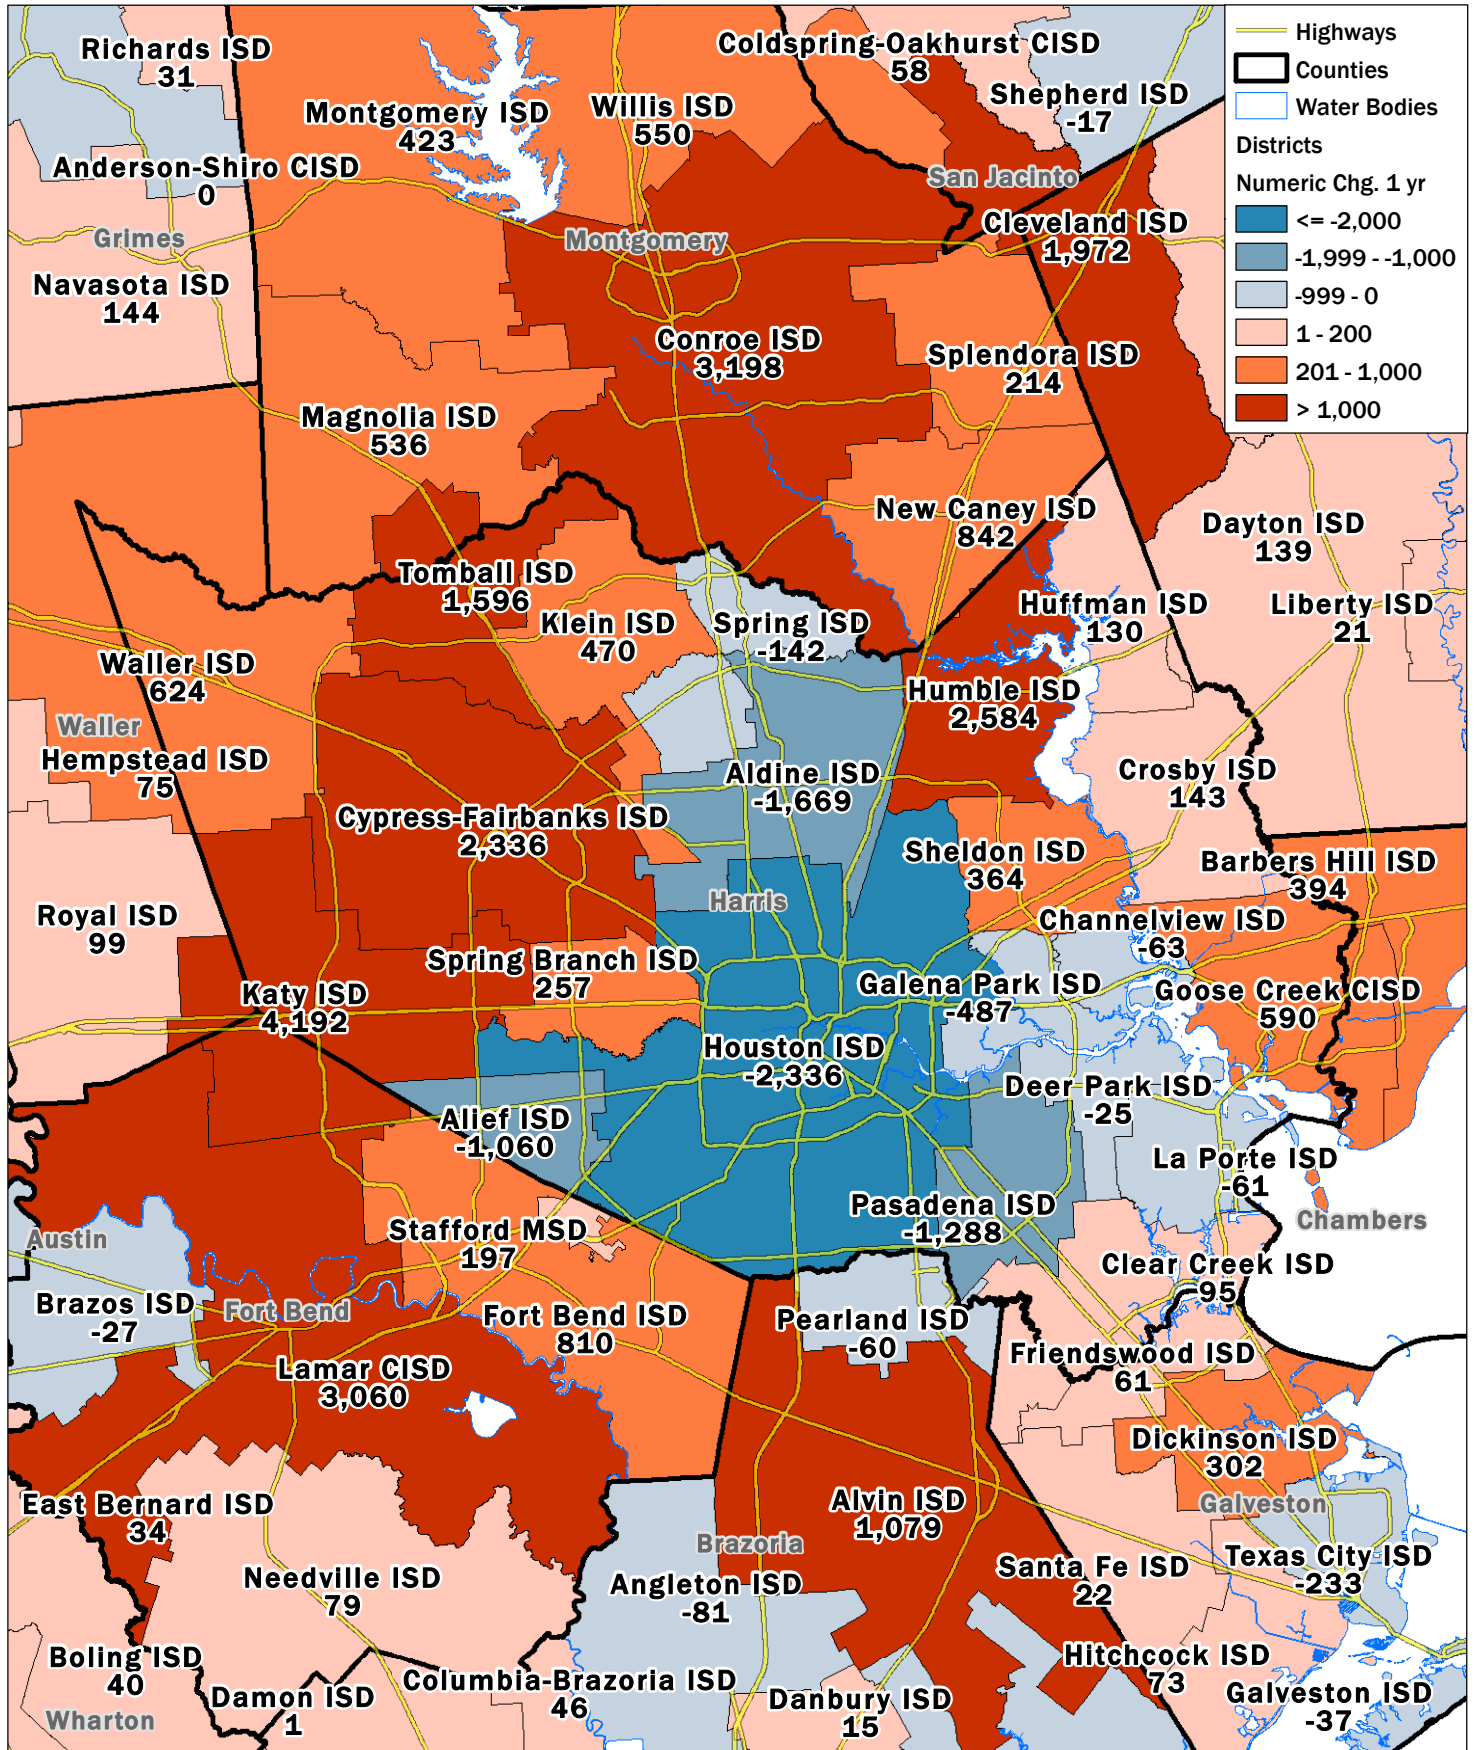 Richards ISD
31
Coldspring-Oakhurst CISD
58
Montgomery ISD
423
Willis ISD
550
Shepherd ISD
-17
Anderson-Shiro CISD
0
San Jacinto
Grimes
Montgomery
Cleveland ISD
1,972
Navasota ISD
144
Conroe ISD
3,198
Splendora ISD
214
Magnolia ISD
536
New Caney ISD
842
Dayton ISD
139
Tomball ISD
1,596
Klein ISD
470
Spring ISD
-142
Huffman ISD
130
Liberty ISD
21
Waller ISD
624
Humble ISD
2,584
Waller
Hempstead ISD
75
Aldine ISD
-1,669
Crosby ISD
143
Cypress-Fairbanks ISD
2,336
Sheldon ISD
364
Barbers Hill ISD
394
Harris
Royal ISD
99
Channelview ISD
-63
Spring Branch ISD
257
Katy ISD
4,192
Galena Park ISD
-487
Goose Creek CISD
590
Houston ISD
-2,336
Deer Park ISD
-25
Alief ISD
-1,060
La Porte ISD
-61
Pasadena ISD
-1,288
Chambers
Stafford MSD
197
Austin
Clear Creek ISD
95
Brazos ISD
-27
Fort Bend
Fort Bend ISD
810
Pearland ISD
-60
Friendswood ISD
61
Lamar CISD
3,060
Dickinson ISD
302
East Bernard ISD
34
Alvin ISD
1,079
Galveston
Brazoria
Needville ISD
79
Angleton ISD
-81
Santa Fe ISD
22
Texas City ISD
-233
Boling ISD
40
Hitchcock ISD
73
Columbia-Brazoria ISD
46
Damon ISD
1
Danbury ISD
15
Galveston ISD
-37
Wharton
Highways
Counties
Water Bodies
Districts
Numeric Chg. 1 yr
<= -2,000
-1,999 - -1,000
-999 - 0
1 - 200
201 - 1,000
> 1,000